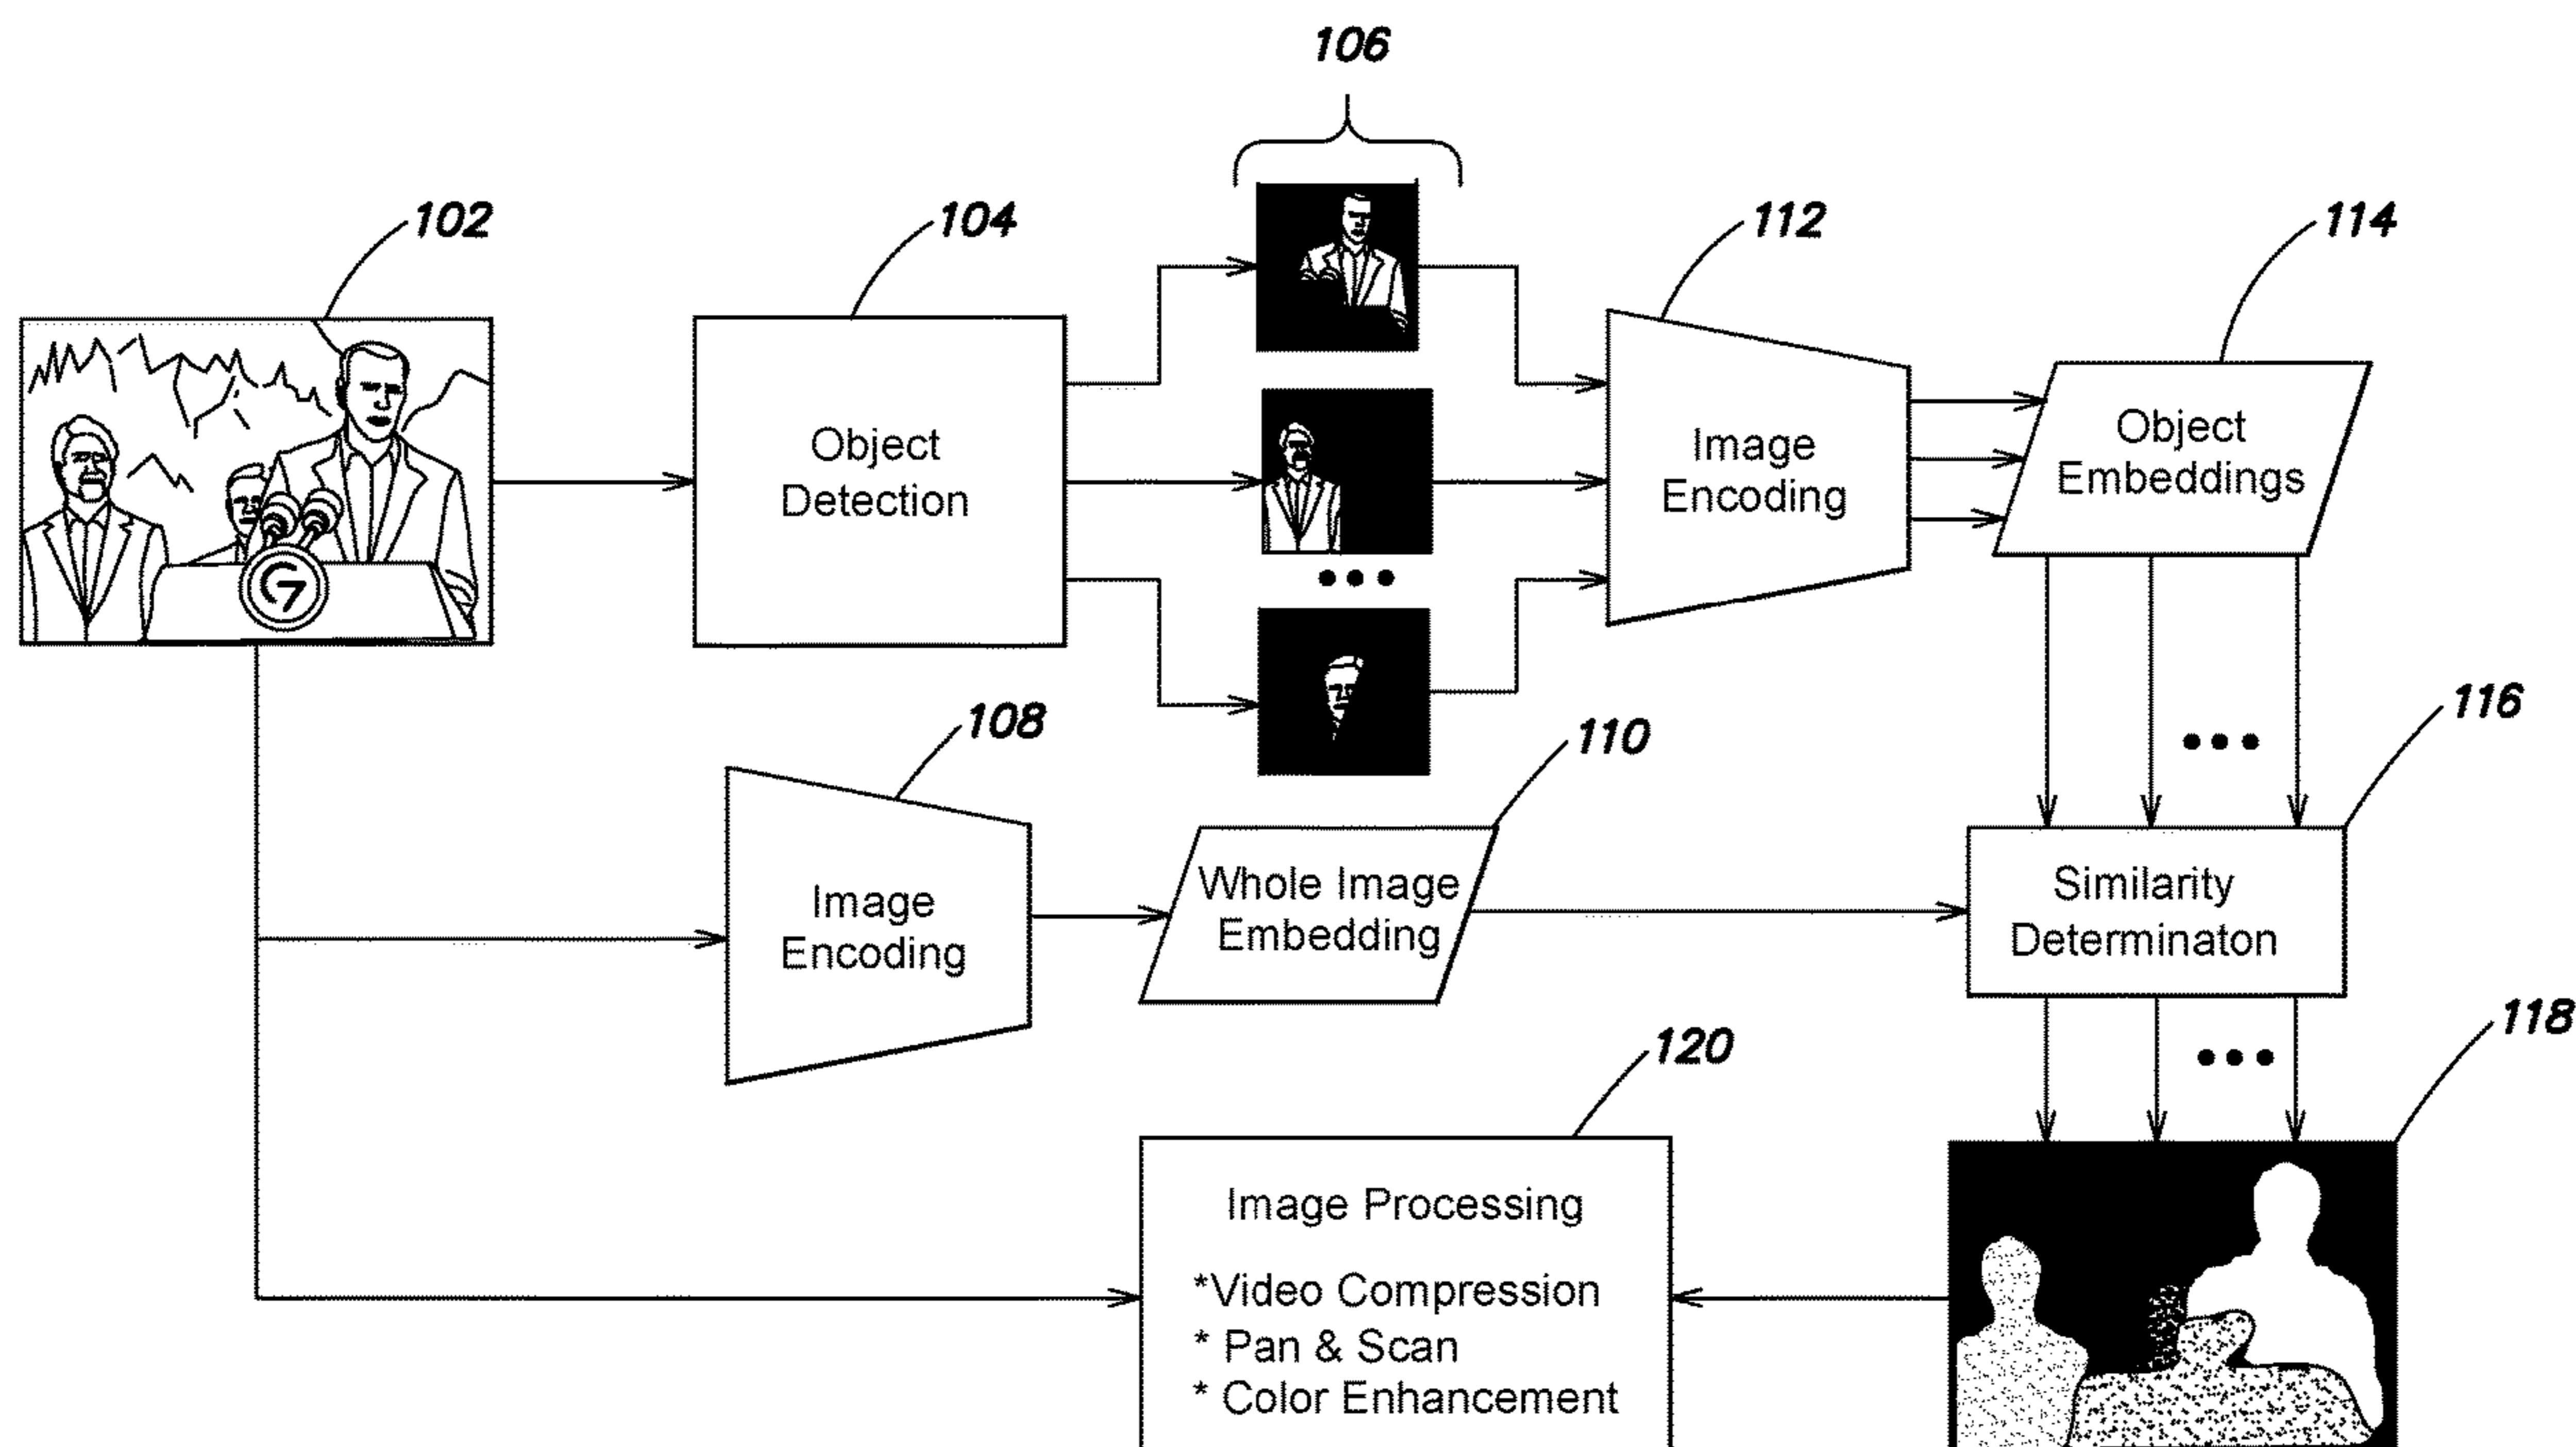 106
102
104
112
114
Object
Detection
Image
Encoding
Object
Embeddings
G7
108
110
116
Image
Encoding
Whole Image
Embedding
Similarity
Determinaton
120
118
Image Processing
*Video Compression
* Pan & Scan
* Color Enhancement